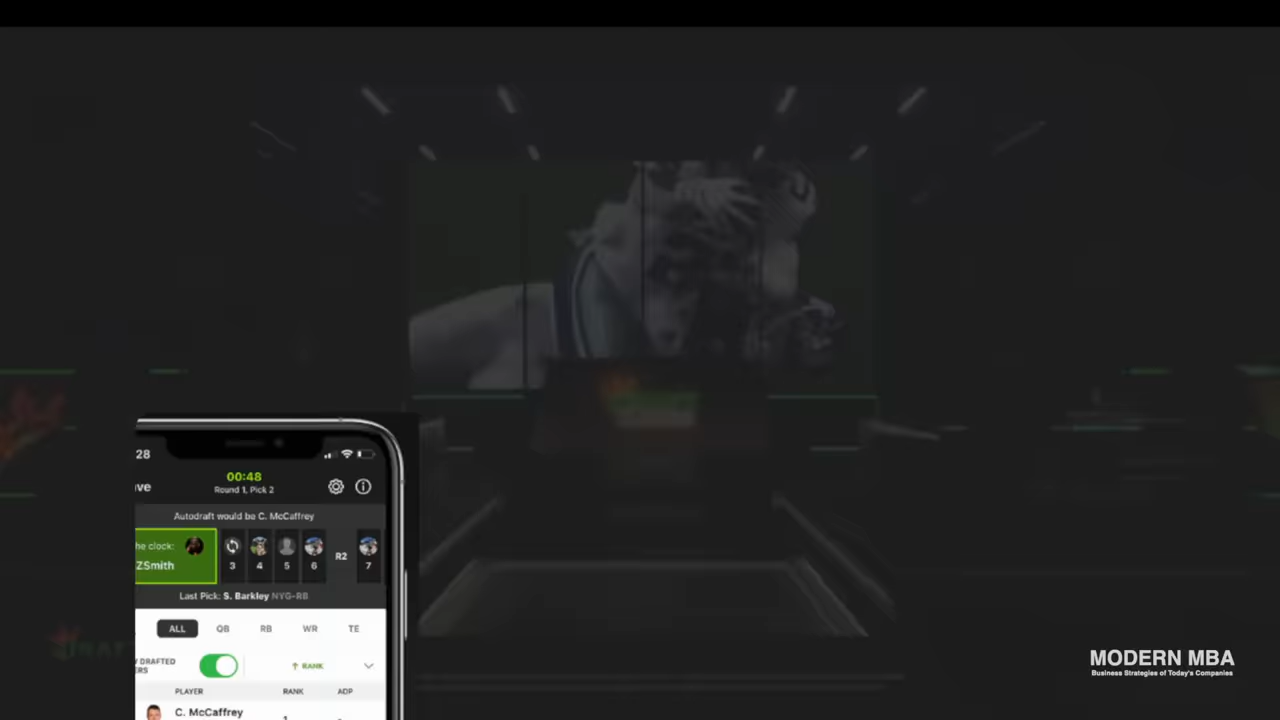 28
00:48
Round 1, Pick 2
Autodraft would be C. McCaffrey
he clock:
ZSmith
3 4 5 6 R2 7
Last Pick: S. Barkley NYG-RB
ALL QB RB WR TE
DRAFTED
ERS
RANK
PLAYER RANK ADP
C. McCaffrey
1 -
MODERN MBA
Business Strategies of Today's Companies